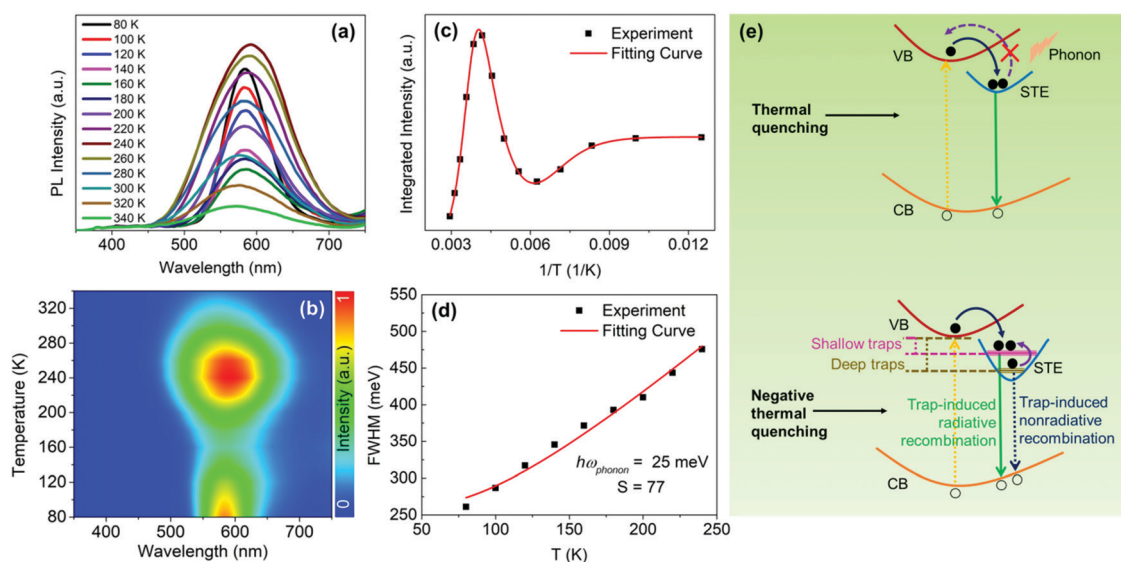 (a)
80 K
100 K
120 K
140 K
160 K
180 K
200 K
220 K
240 K
260 K
280 K
300 K
320 K
340 K
PL Intensity (a.u.)
400 500 600 700
Wavelength (nm)
(b)
Temperature (K)
320
280
240
200
160
120
80
400 500 600 700
Wavelength (nm)
1
Intensity (a.u.)
0
(c)
Experiment
Fitting Curve
Integrated Intensity (a.u.)
0.003 0.006 0.009 0.012
1/T (1/K)
(d)
Experiment
Fitting Curve
FWHM (meV)
550
500
450
400
350
300
250
hω phonon = 25 meV
S = 77
50 100 150 200 250
T (K)
(e)
VB
Phonon
STE
Thermal
quenching
CB
VB
Shallow traps
STE
Deep traps
Negative
thermal
quenching
Trap-induced
radiative
recombination
Trap-induced
nonradiative
recombination
CB